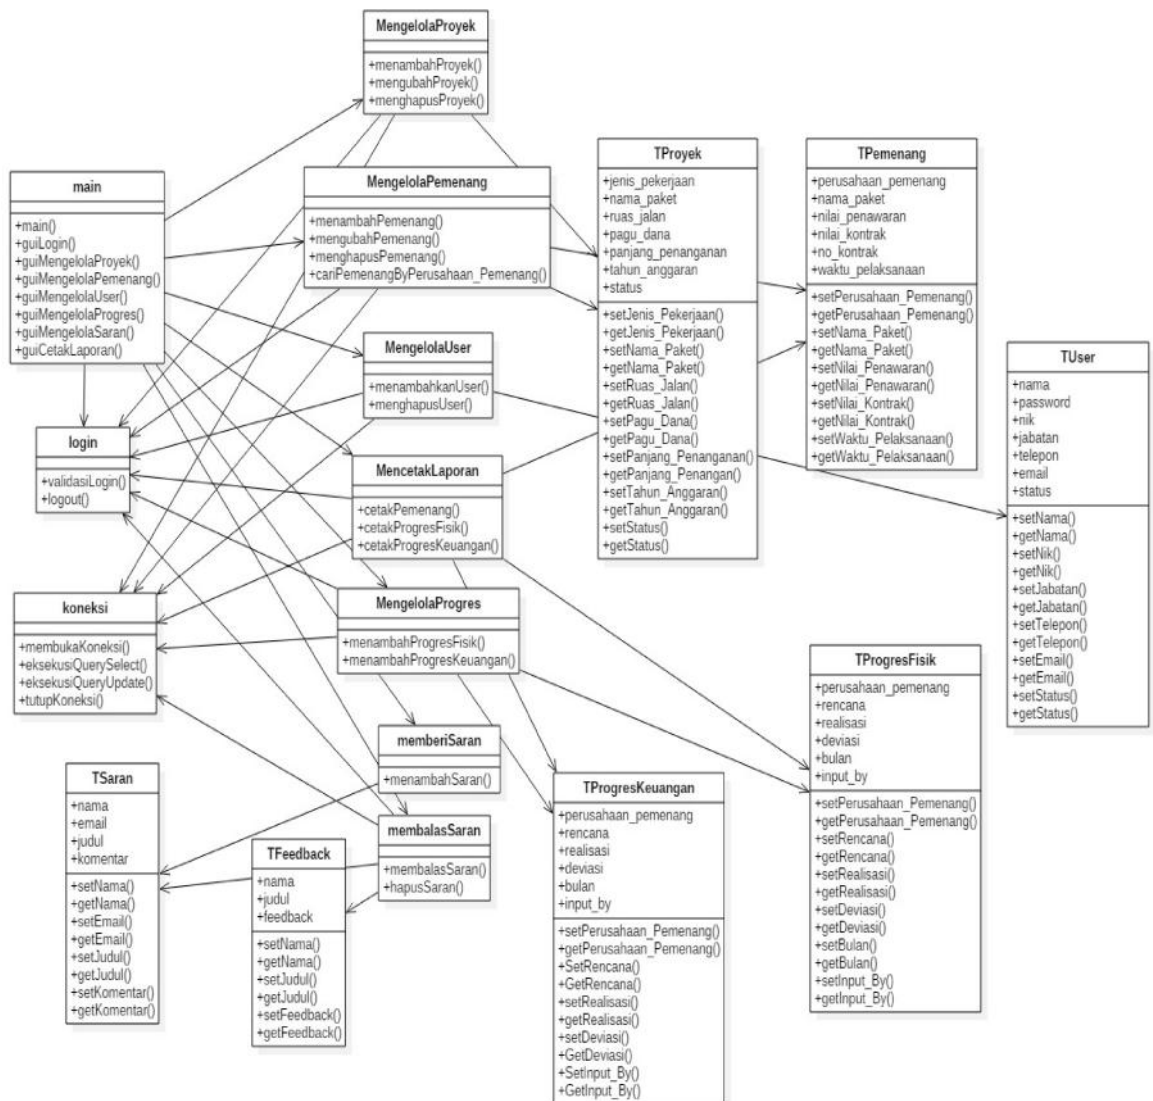 MengelolaProyek
+menambahProyek()
+mengubahProyek()
+menghapusProyek()
main
+main()
+guiLogin()
+guiMengelolaProyek()
+guiMengelolaPemenang()
+guiMengelolaUser()
+guiMengelolaProgres()
+guiMengelolaSaran()
+guiCetakLaporan()
MengelolaPemenang
+menambahPemenang()
+mengubahPemenang()
+menghapusPemenang()
+cariPemenangByPerusahaan_Pemenang()
TProyek
+jenis_pekerjaan
+nama_paket
+ruas_jalan
+pagu_dana
+panjang_penanganan
+tahun_anggaran
+status
+setJenis_Pekerjaan()
+getJenis_Pekerjaan()
+setNama_Paket()
+getNama_Paket()
+setRuas_Jalan()
+getRuas_Jalan()
+setPagu_Dana()
+getPagu_Dana()
+setPanjang_Penanganan()
+getPanjang_Penangan()
+setTahun_Anggaran()
+getTahun_Anggaran()
+setStatus()
+getStatus()
TPemenang
+perusahaan_pemenang
+nama_paket
+nilai_penawaran
+nilai_kontrak
+no_kontrak
+waktu_pelaksanaan
+setPerusahaan_Pemenang()
+getPerusahaan_Pemenang()
+setNama_Paket()
+getNama_Paket()
+setNilai_Penawaran()
+getNilai_Penawaran()
+setNilai_Kontrak()
+getNilai_Kontrak()
+setWaktu_Pelaksanaan()
+getWaktu_Pelaksanaan()
TUser
+nama
+password
+nik
+jabatan
+telepon
+email
+status
+setNama()
+getNama()
+setNik()
+getNik()
+setJabatan()
+getJabatan()
+setTelepon()
+getTelepon()
+setEmail()
+getEmail()
+setStatus()
+getStatus()
MengelolaUser
+menambahkanUser()
+menghapusUser()
login
+validasiLogin()
+logout()
MencetakLaporan
+cetakPemenang()
+cetakProgresFisik()
+cetakProgresKeuangan()
koneksi
+membukaKoneksi()
+eksekusiQuerySelect()
+eksekusiQueryUpdate()
+tutupKoneksi()
MengelolaProgres
+menambahProgresFisik()
+menambahProgresKeuangan()
TProgresFisik
+perusahaan_pemenang
+rencana
+realisasi
+deviasi
+bulan
+input_by
+setPerusahaan_Pemenang()
+getPerusahaan_Pemenang()
+setRencana()
+getRencana()
+setRealisasi()
+getRealisasi()
+setDeviasi()
+getDeviasi()
+setBulan()
+getBulan()
+setInput_By()
+getInput_By()
memberiSaran
+menambahSaran()
TSaran
+nama
+email
+judul
+komentar
+setNama()
+getNama()
+setEmail()
+getEmail()
+setJudul()
+getJudul()
+setKomentar()
+getKomentar()
TFeedback
+nama
+judul
+feedback
+setNama()
+getNama()
+setJudul()
+getJudul()
+setFeedback()
+getFeedback()
membalasSaran
+membalasSaran()
+hapusSaran()
TProgresKeuangan
+perusahaan_pemenang
+rencana
+realisasi
+deviasi
+bulan
+input_by
+setPerusahaan_Pemenang()
+getPerusahaan_Pemenang()
+SetRencana()
+GetRencana()
+setRealisasi()
+getRealisasi()
+setDeviasi()
+GetDeviasi()
+SetInput_By()
+GetInput_By()